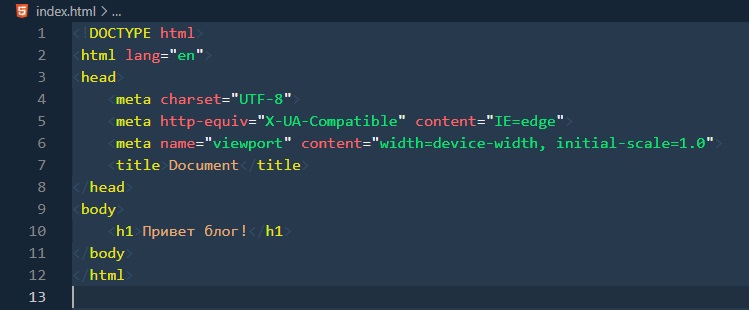 index.html > ...
1 <!DOCTYPE html>
2 <html lang="en">
3 <head>
4     <meta charset="UTF-8">
5     <meta http-equiv="X-UA-Compatible" content="IE=edge">
6     <meta name="viewport" content="width=device-width, initial-scale=1.0">
7     <title>Document</title>
8 </head>
9 <body>
10     <h1>Привет блог!</h1>
11 </body>
12 </html>
13